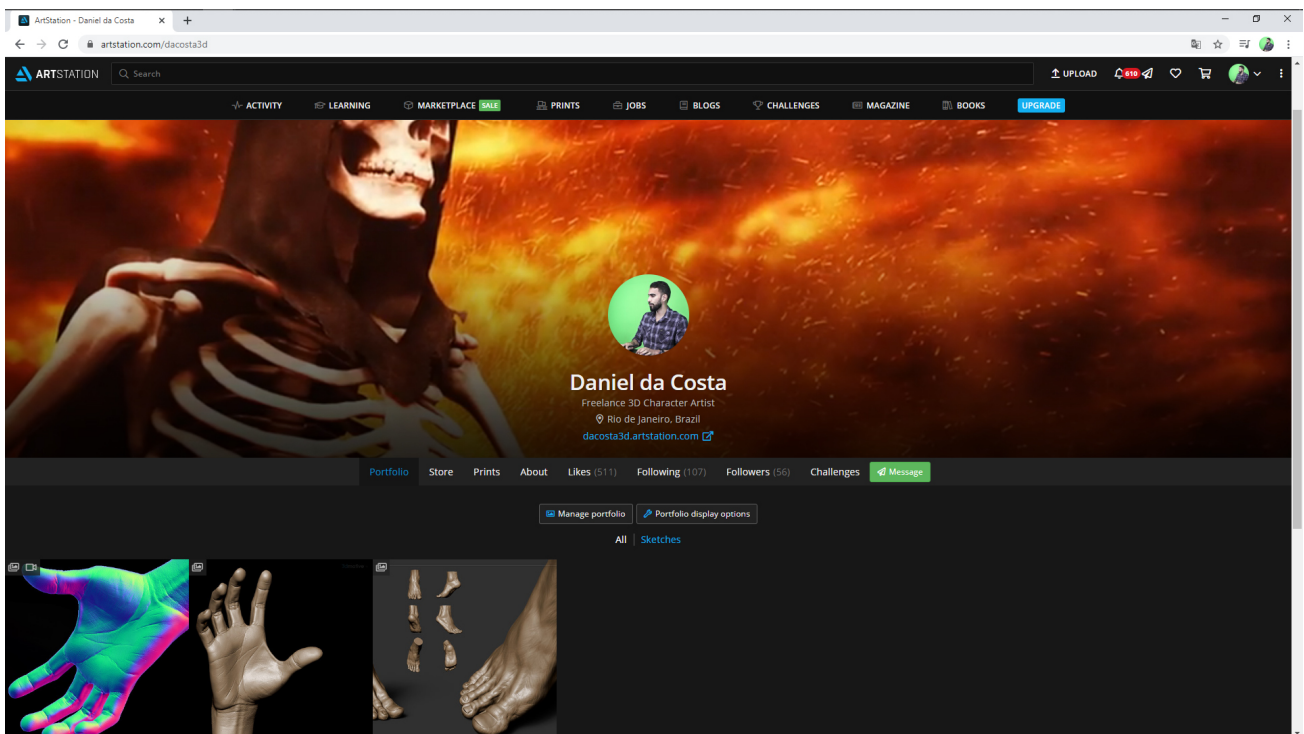 ArtStation - Daniel da Costa
artstation.com/dacosta3d
ARTSTATION
Search
UPLOAD
610
ACTIVITY
LEARNING
MARKETPLACE SALE
PRINTS
JOBS
BLOGS
CHALLENGES
MAGAZINE
BOOKS
UPGRADE
Daniel da Costa
Freelance 3D Character Artist
Rio de Janeiro, Brazil
dacosta3d.artstation.com
Portfolio
Store
Prints
About
Likes (511)
Following (107)
Followers (56)
Challenges
Message
Manage portfolio
Portfolio display options
All
Sketches